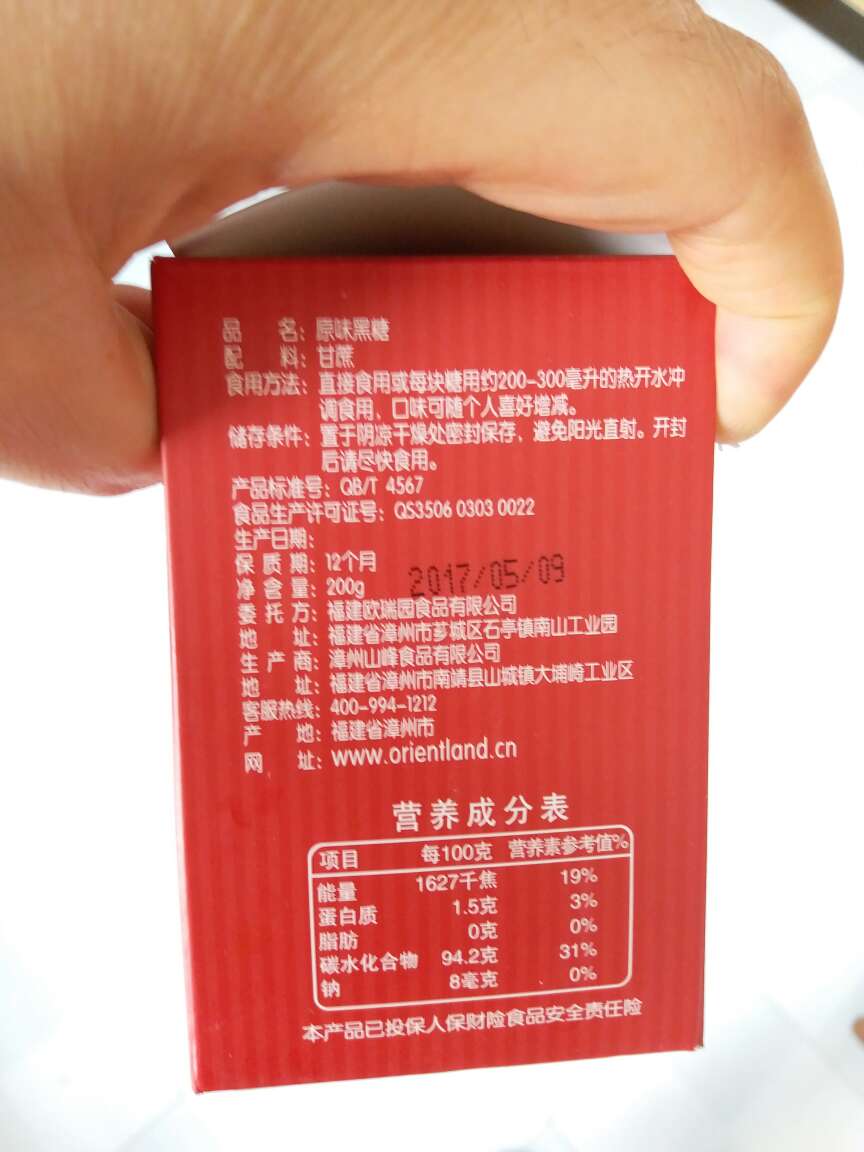 品名：原味黑糖
配料：甘蔗
食用方法：直接食用或每块糖用约200-300毫升的热开水冲
调食用、口味可随个人喜好增减。
储存条件：置于阴凉干燥处密封保存、避免阳光直射。开封
后请尽快食用。
产品标准号：QB/T 4567
食品生产许可证号：QS3506 0303 0022
生产日期：
保质期：12个月
2017/05/09
净含量：200g
委托方：福建欧瑞园食品有限公司
地址：福建省漳州市芗城区石亭镇南山工业园
生产商：漳州山峰食品有限公司
地址：福建省漳州市南靖县山城镇大埔崎工业区
客服热线：400-994-1212
产地：福建省漳州市
网址：www.orientland.cn
营养成分表
项目 每100克 营养素参考值%
能量 1627千焦 19%
蛋白质 1.5克 3%
脂肪 0克 0%
碳水化合物 94.2克 31%
钠 8毫克 0%
本产品已投保人保财险食品安全责任险